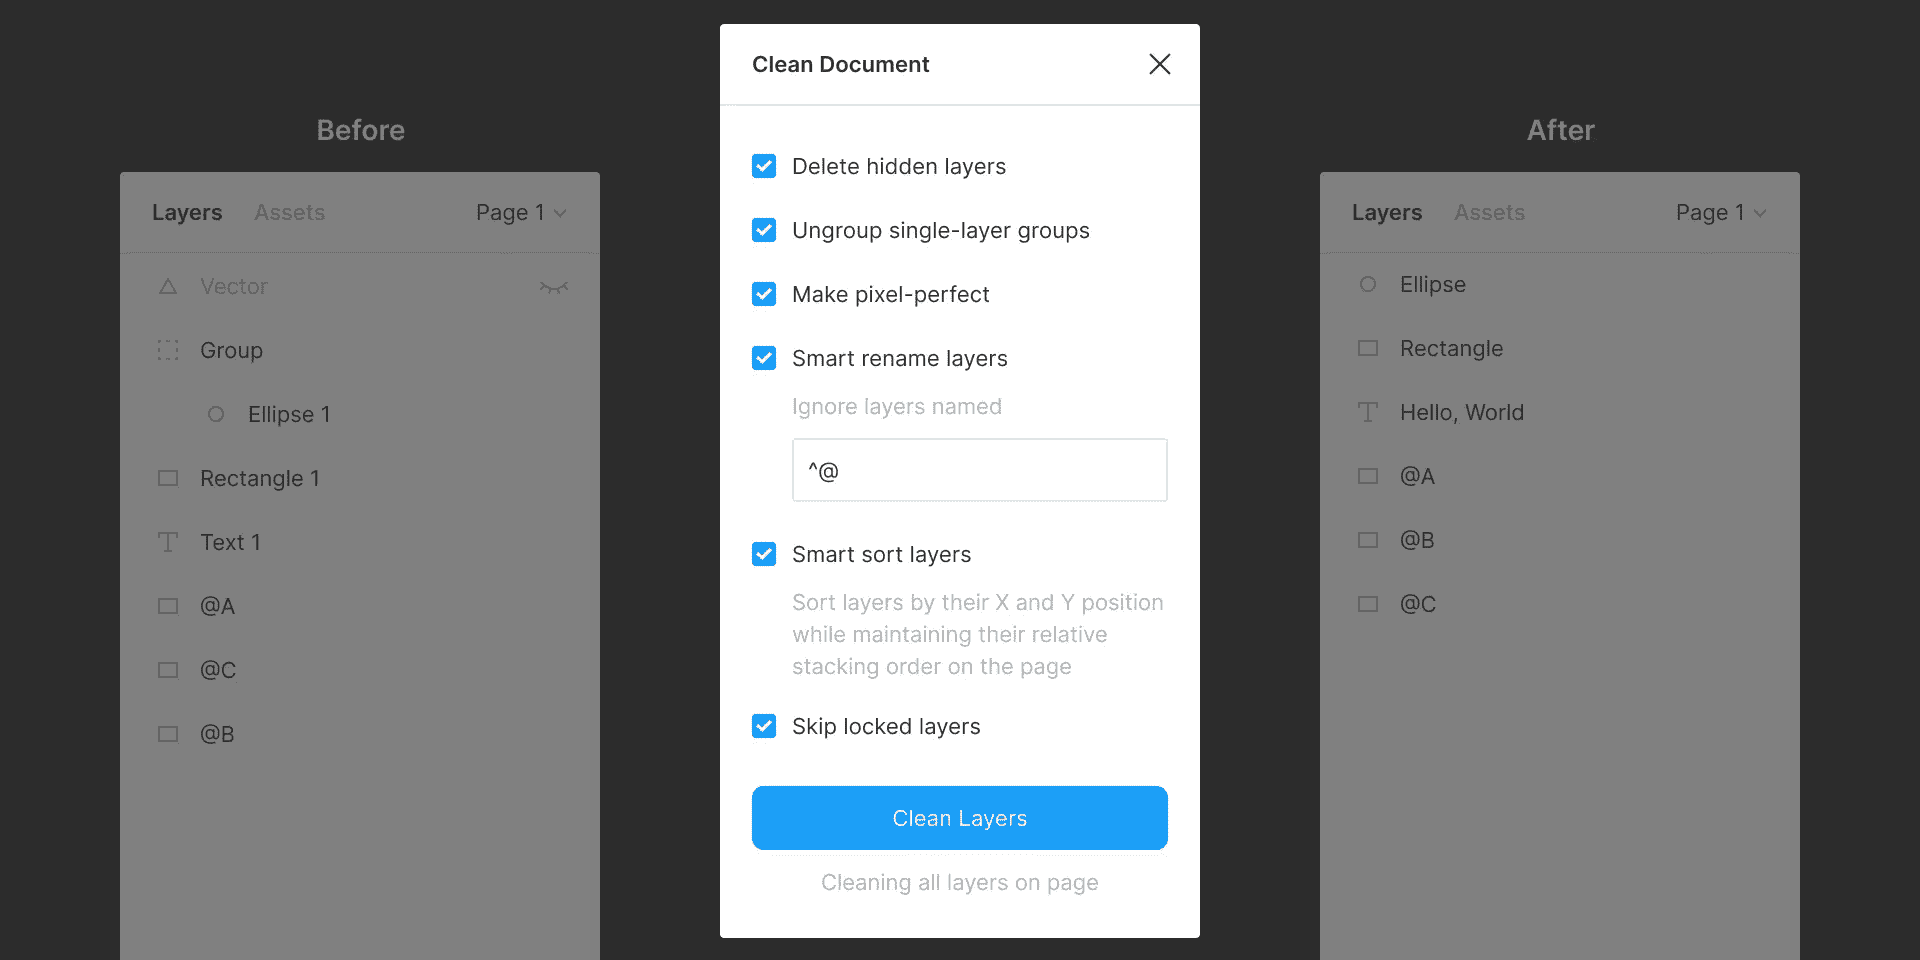 Before
Layers Assets Page 1
Vector
Group
Ellipse 1
Rectangle 1
Text 1
@A
@C
@B
Clean Document
Delete hidden layers
Ungroup single-layer groups
Make pixel-perfect
Smart rename layers
Ignore layers named
^@
Smart sort layers
Sort layers by their X and Y position
while maintaining their relative
stacking order on the page
Skip locked layers
Clean Layers
Cleaning all layers on page
After
Layers Assets Page 1
Ellipse
Rectangle
Hello, World
@A
@B
@C